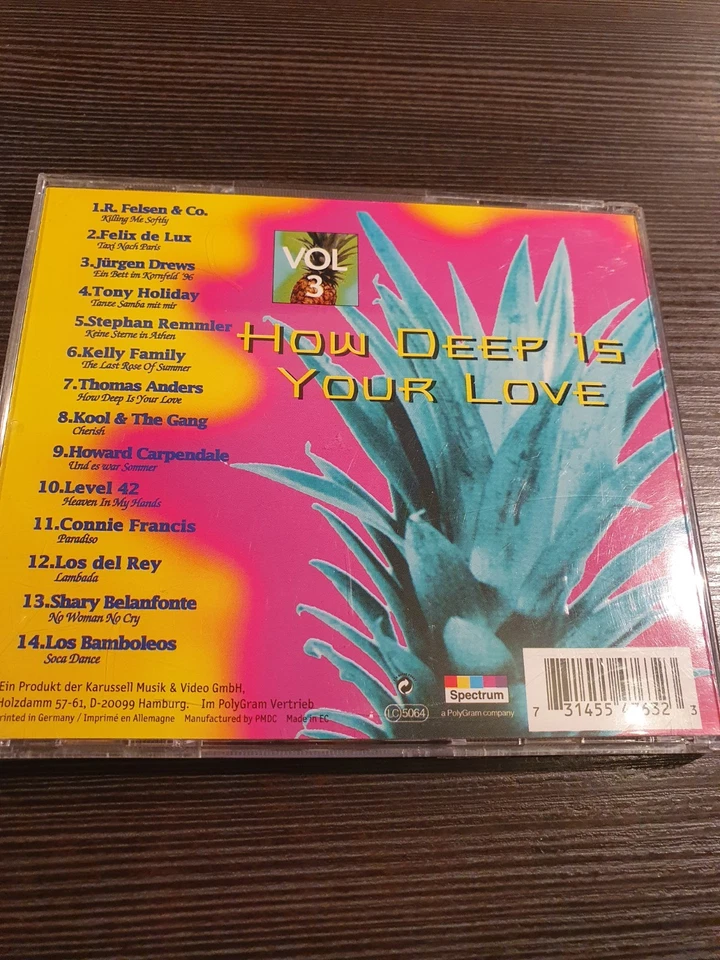 1.R. Felsen & Co.
Killing Me Softly
2.Felix de Lux
Taxi Nach Paris
3.Jürgen Drews
Ein Bett im Kornfeld '96
4.Tony Holiday
Tanze Samba mit mir
5.Stephan Remmler
Keine Sterne in Athen
6.Kelly Family
The Last Rose Of Summer
7.Thomas Anders
How Deep Is Your Love
8.Kool & The Gang
Cherish
9.Howard Carpendale
Und es war Sommer
10.Level 42
Heaven In My Hands
11.Connie Francis
Paradiso
12.Los del Rey
Lambada
13.Shary Belanfonte
No Woman No Cry
14.Los Bamboleos
Soca Dance
VOL
3
How Deep Is
Your Love
Ein Produkt der Karussell Musik & Video GmbH,
Holzdamm 57-61, D-20099 Hamburg. Im PolyGram Vertrieb
Printed in Germany / Imprimé en Allemagne Manufactured by PMDC Made in EC
LC 5064
Spectrum
a PolyGram company
7 31455 47632 3